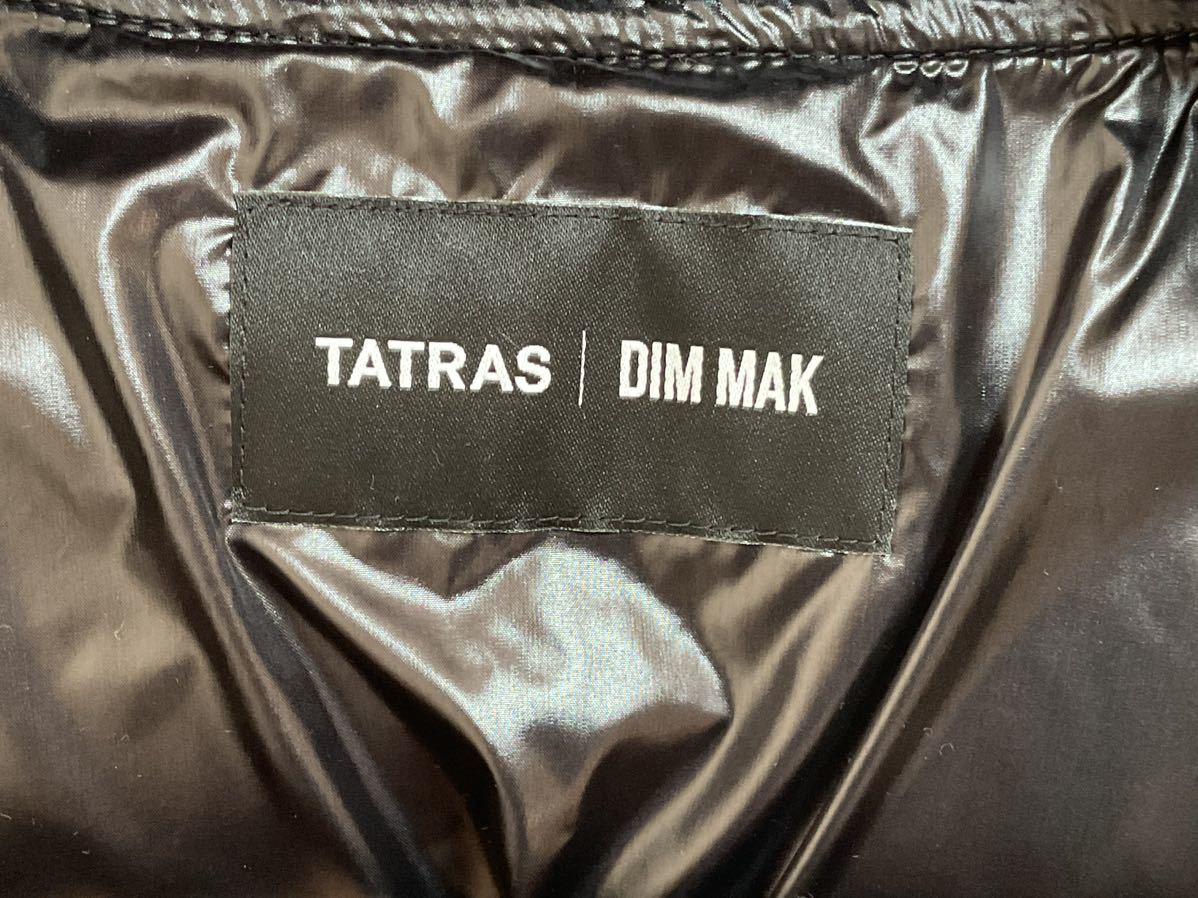 TATRAS | DIM MAK